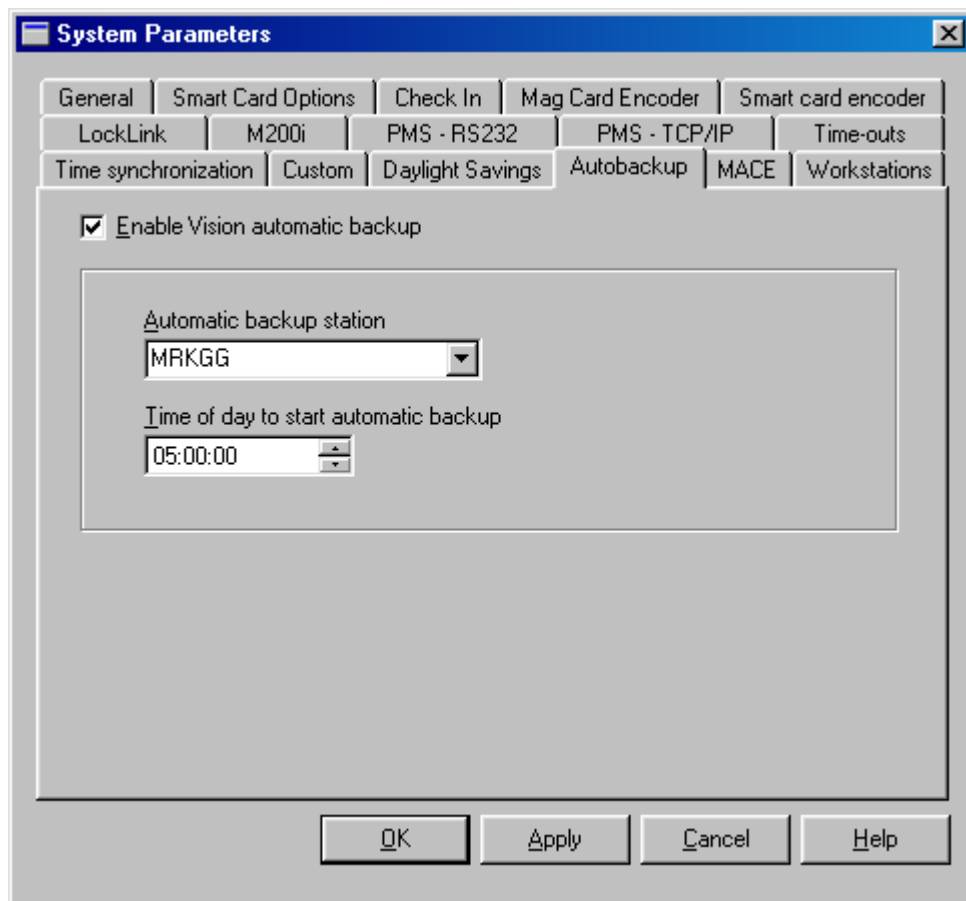 System Parameters
General Smart Card Options Check In Mag Card Encoder Smart card encoder
LockLink M200i PMS - RS232 PMS - TCP/IP Time-outs
Time synchronization Custom Daylight Savings Autobackup MACE Workstations
Enable Vision automatic backup
Automatic backup station
MRKGG
Time of day to start automatic backup
05:00:00
OK Apply Cancel Help